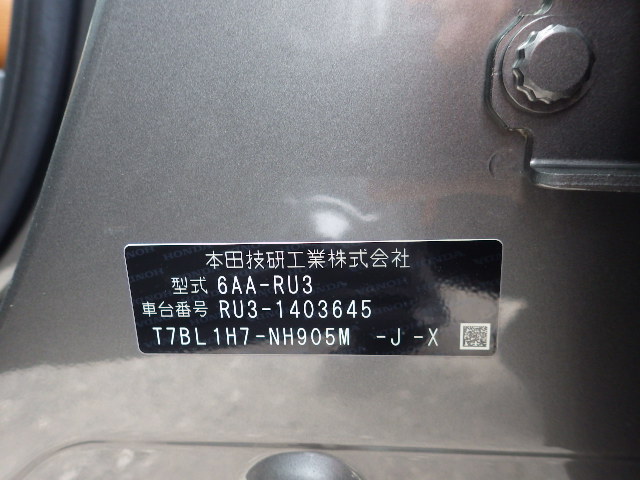 本田技研工業株式会社
型式 6AA-RU3
車台番号 RU3-1403645
T7BL1H7-NH905M -J-X